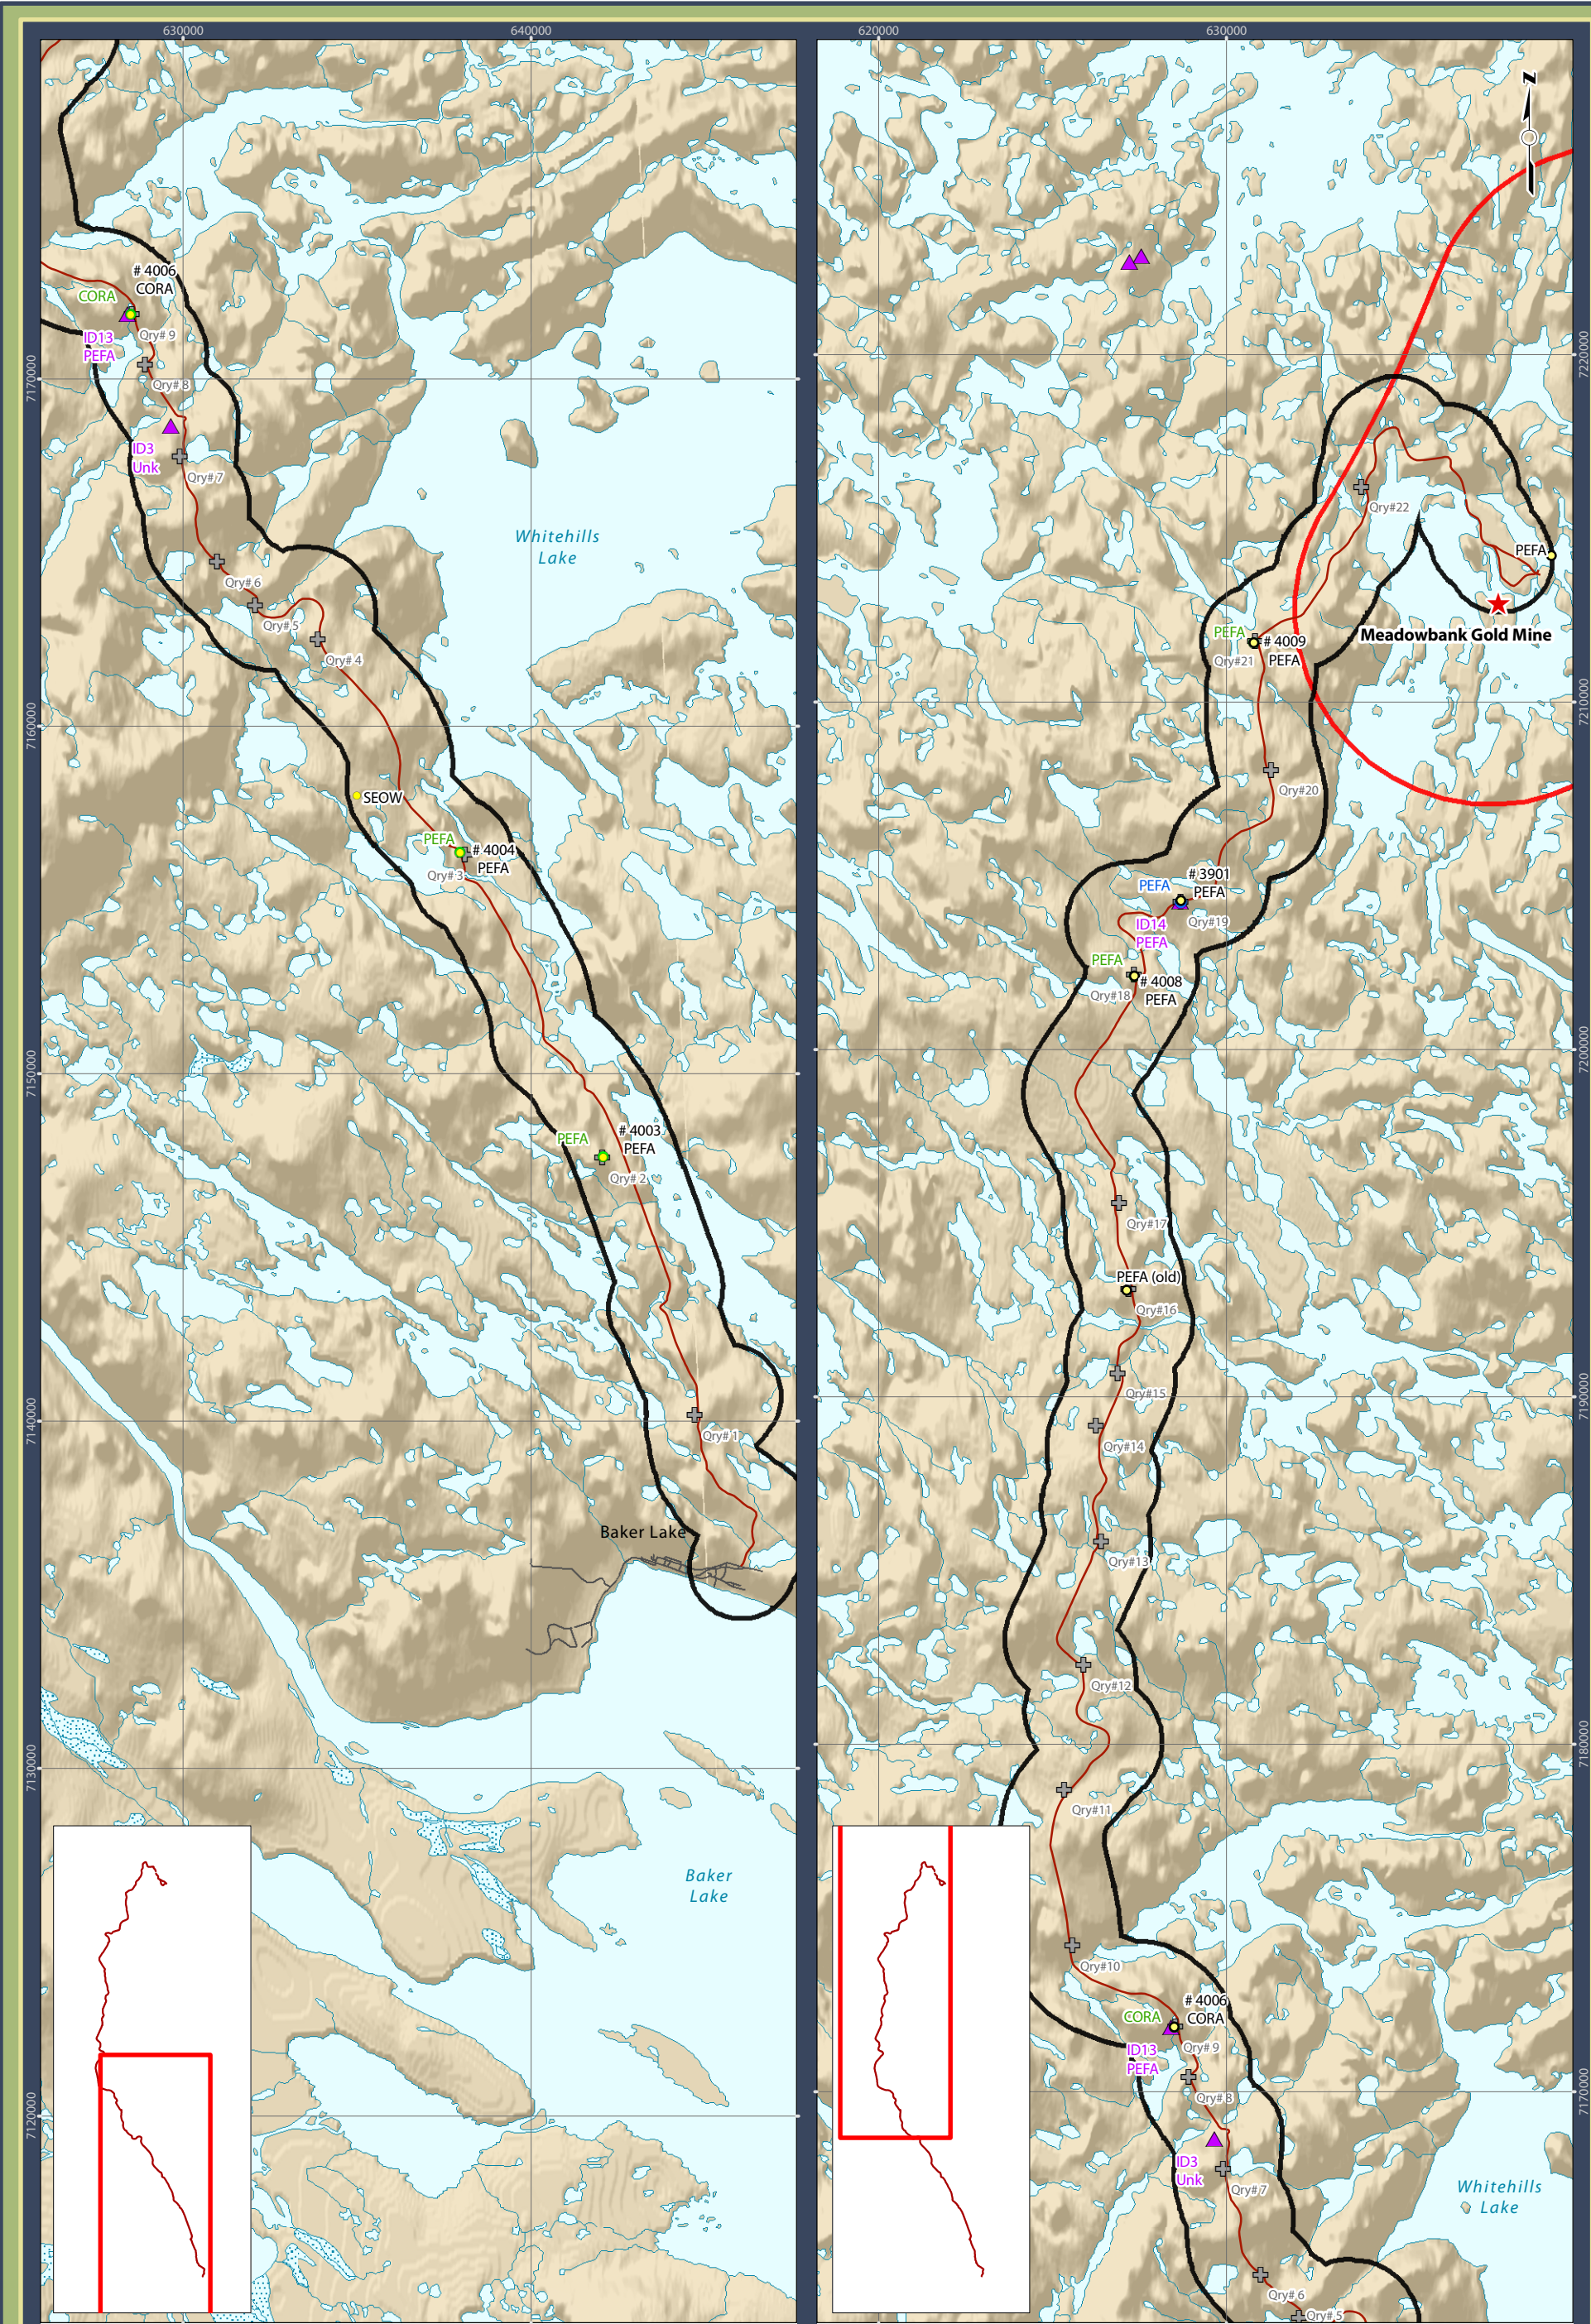 630000
640000
# 4006
CORA
CORA
Qry# 9
ID13
PEFA
7170000
Qry# 8
ID3
Unk
Qry# 7
Whitehills
Lake
Qry# 6
Qry# 5
Qry# 4
7160000
SEOW
PEFA
# 4004
PEFA
Qry# 3
7150000
PEFA
# 4003
PEFA
Qry# 2
7140000
Qry# 1
Baker Lake
7130000
Baker
Lake
7120000
620000
630000
N
7220000
Qry#22
PEFA
Meadowbank Gold Mine
PEFA
# 4009
PEFA
Qry#21
7210000
Qry#20
# 3901
PEFA
PEFA
Qry#19
ID14
PEFA
PEFA
# 4008
PEFA
Qry#18
7200000
Qry#17
PEFA (old)
Qry#16
Qry#15
7190000
Qry#14
Qry#13
Qry#12
7180000
Qry#11
Qry#10
# 4006
CORA
CORA
Qry# 9
ID13
PEFA
7170000
Qry# 8
ID3
Unk
Qry# 7
Whitehills
Lake
Qry# 6
Qry# 5